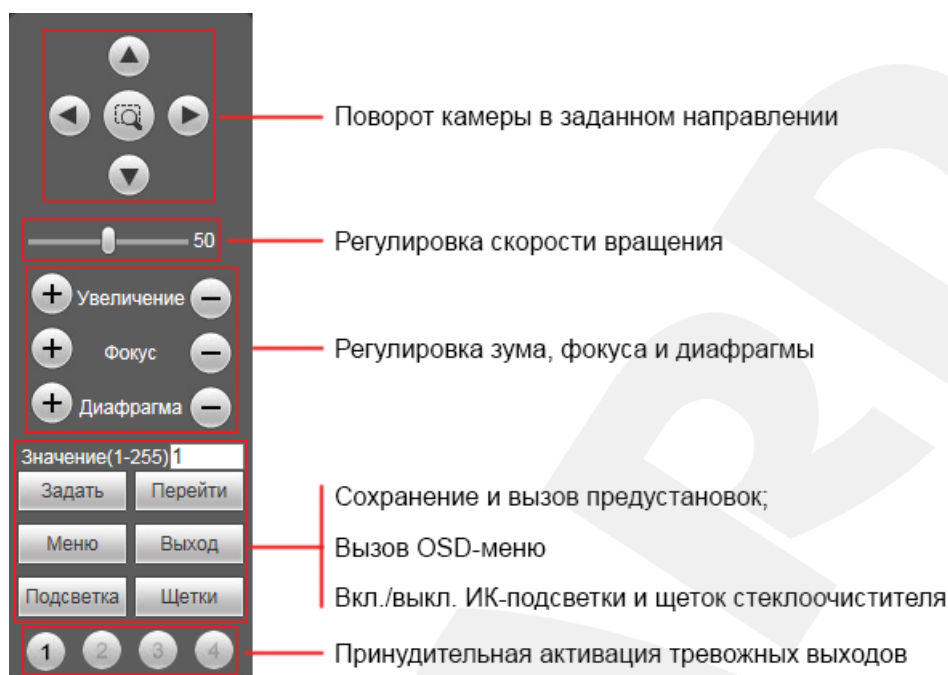 Поворот камеры в заданном направлении
50
Регулировка скорости вращения
Увеличение
Фокус
Диафрагма
Регулировка зума, фокуса и диафрагмы
Значение(1-255) 1
Задать Перейти
Меню Выход
Подсветка Щетки
Сохранение и вызов предустановок;
Вызов OSD-меню
Вкл./выкл. ИК-подсветки и щеток стеклоочистителя
1 2 3 4
Принудительная активация тревожных выходов